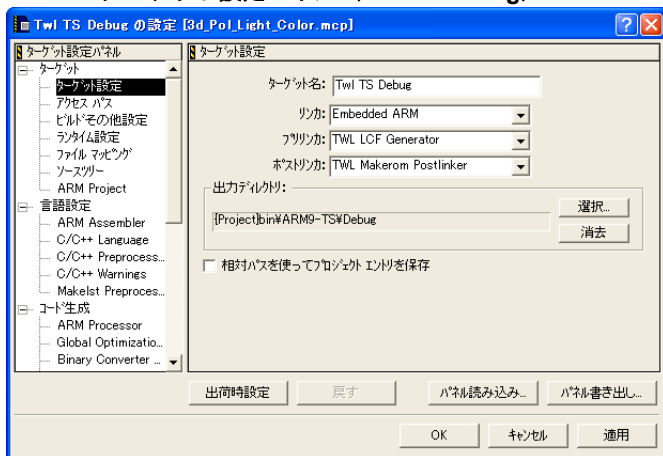 Twl TS Debug の設定 [3d_Pol_Light_Color.mcp]
ターゲット設定パネル
ターゲット
ターゲット設定
アクセス パス
ビルドその他設定
ランタイム設定
ファイル マッピング
ソースツリー
ARM Project
言語設定
ARM Assembler
C/C++ Language
C/C++ Preprocess...
C/C++ Warnings
Makelst Preproces...
コード生成
ARM Processor
Global Optimizatio...
Binary Converter ...
ターゲット設定
ターゲット名: Twl TS Debug
リンカ: Embedded ARM
プリリンカ: TWL LCF Generator
ポストリンカ: TWL Makerom Postlinker
出力ディレクトリ:
{Project}bin¥ARM9-TS¥Debug
選択...
消去
相対パスを使ってプロジェクト エントリを保存
出荷時設定
戻す
パネル読み込み...
パネル書き出し...
OK
キャンセル
適用